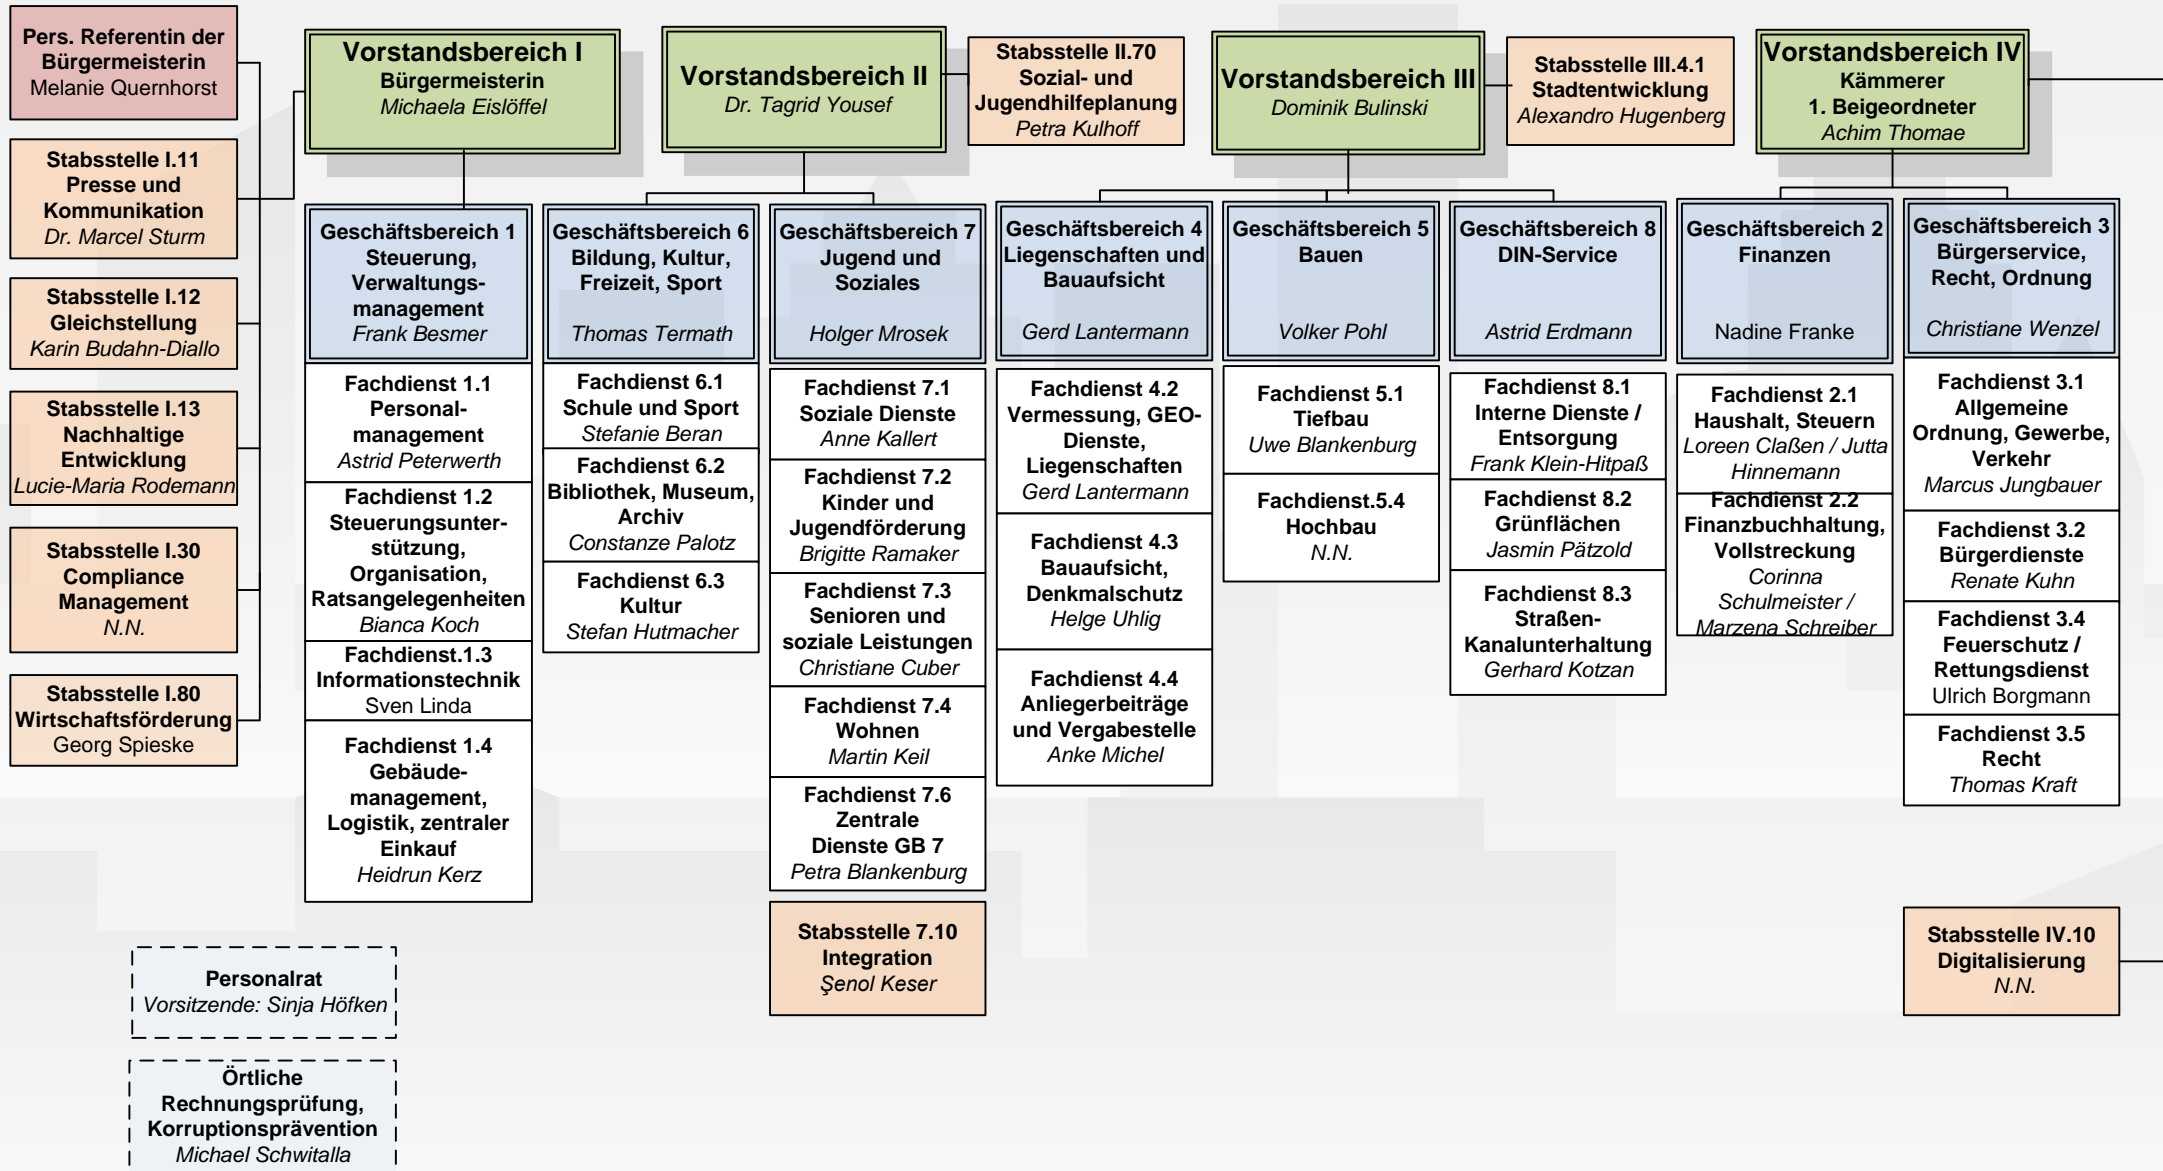 Pers. Referentin der
Bürgermeisterin
Melanie Quernhorst
Stabsstelle I.11
Presse und
Kommunikation
Dr. Marcel Sturm
Stabsstelle I.12
Gleichstellung
Karin Budahn-Diallo
Stabsstelle I.13
Nachhaltige
Entwicklung
Lucie-Maria Rodemann
Stabsstelle I.30
Compliance
Management
N.N.
Stabsstelle I.80
Wirtschaftsförderung
Georg Spieske
Vorstandsbereich I
Bürgermeisterin
Michaela Eislöffel
Geschäftsbereich 1
Steuerung,
Verwaltungs-
management
Frank Besmer
Fachdienst 1.1
Personal-
management
Astrid Peterwerth
Fachdienst 1.2
Steuerungsunter-
stützung,
Organisation,
Ratsangelegenheiten
Bianca Koch
Fachdienst.1.3
Informationstechnik
Sven Linda
Fachdienst 1.4
Gebäude-
management,
Logistik, zentraler
Einkauf
Heidrun Kerz
Vorstandsbereich II
Dr. Tagrid Yousef
Stabsstelle II.70
Sozial- und
Jugendhilfeplanung
Petra Kulhoff
Geschäftsbereich 6
Bildung, Kultur,
Freizeit, Sport
Thomas Termath
Fachdienst 6.1
Schule und Sport
Stefanie Beran
Fachdienst 6.2
Bibliothek, Museum,
Archiv
Constanze Palotz
Fachdienst 6.3
Kultur
Stefan Hutmacher
Geschäftsbereich 7
Jugend und
Soziales
Holger Mrosek
Fachdienst 7.1
Soziale Dienste
Anne Kallert
Fachdienst 7.2
Kinder und
Jugendförderung
Brigitte Ramaker
Fachdienst 7.3
Senioren und
soziale Leistungen
Christiane Cuber
Fachdienst 7.4
Wohnen
Martin Keil
Fachdienst 7.6
Zentrale
Dienste GB 7
Petra Blankenburg
Stabsstelle 7.10
Integration
Şenol Keser
Vorstandsbereich III
Dominik Bulinski
Stabsstelle III.4.1
Stadtentwicklung
Alexandro Hugenberg
Geschäftsbereich 4
Liegenschaften und
Bauaufsicht
Gerd Lantermann
Fachdienst 4.2
Vermessung, GEO-
Dienste,
Liegenschaften
Gerd Lantermann
Fachdienst 4.3
Bauaufsicht,
Denkmalschutz
Helge Uhlig
Fachdienst 4.4
Anliegerbeiträge
und Vergabestelle
Anke Michel
Geschäftsbereich 5
Bauen
Volker Pohl
Fachdienst 5.1
Tiefbau
Uwe Blankenburg
Fachdienst.5.4
Hochbau
N.N.
Geschäftsbereich 8
DIN-Service
Astrid Erdmann
Fachdienst 8.1
Interne Dienste /
Entsorgung
Frank Klein-Hitpaß
Fachdienst 8.2
Grünflächen
Jasmin Pätzold
Fachdienst 8.3
Straßen-
Kanalunterhaltung
Gerhard Kotzan
Vorstandsbereich IV
Kämmerer
1. Beigeordneter
Achim Thomae
Geschäftsbereich 2
Finanzen
Nadine Franke
Fachdienst 2.1
Haushalt, Steuern
Loreen Claßen / Jutta
Hinnemann
Fachdienst 2.2
Finanzbuchhaltung,
Vollstreckung
Corinna
Schulmeister /
Marzena Schreiber
Geschäftsbereich 3
Bürgerservice,
Recht, Ordnung
Christiane Wenzel
Fachdienst 3.1
Allgemeine
Ordnung, Gewerbe,
Verkehr
Marcus Jungbauer
Fachdienst 3.2
Bürgerdienste
Renate Kuhn
Fachdienst 3.4
Feuerschutz /
Rettungsdienst
Ulrich Borgmann
Fachdienst 3.5
Recht
Thomas Kraft
Stabsstelle IV.10
Digitalisierung
N.N.
Personalrat
Vorsitzende: Sinja Höfken
Örtliche
Rechnungsprüfung,
Korruptionsprävention
Michael Schwitalla